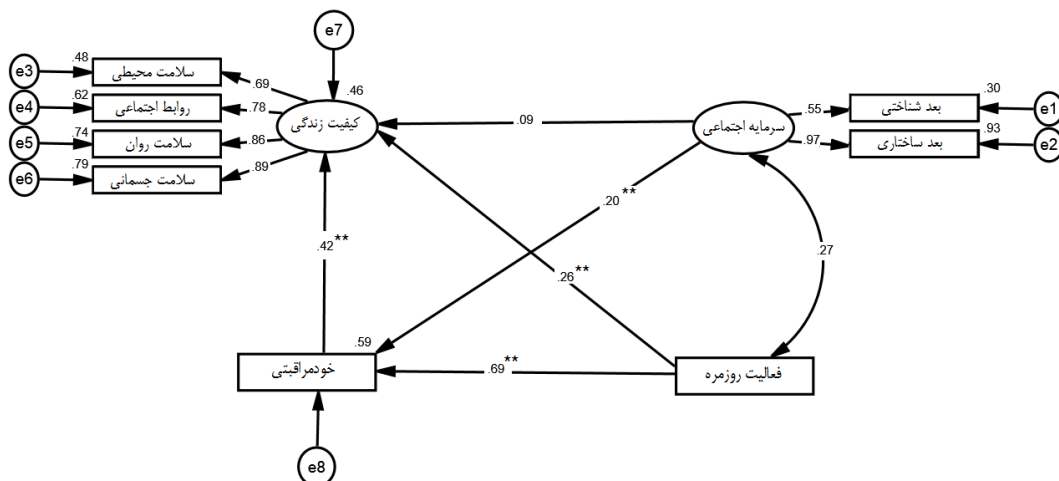 e7
e3
.48
سلامت محیطی
.69
.46
e4
.62
روابط اجتماعی
.78
کیفیت زندگی
e5
.74
سلامت روان
.86
e6
.79
سلامت جسمانی
.89
.09
سرمایه اجتماعی
.55
بعد شناختی
.30
e1
.97
بعد ساختاری
.93
e2
.20**
.42**
.26**
.27
.59
خودمراقبتی
.69**
فعالیت روزمره
e8